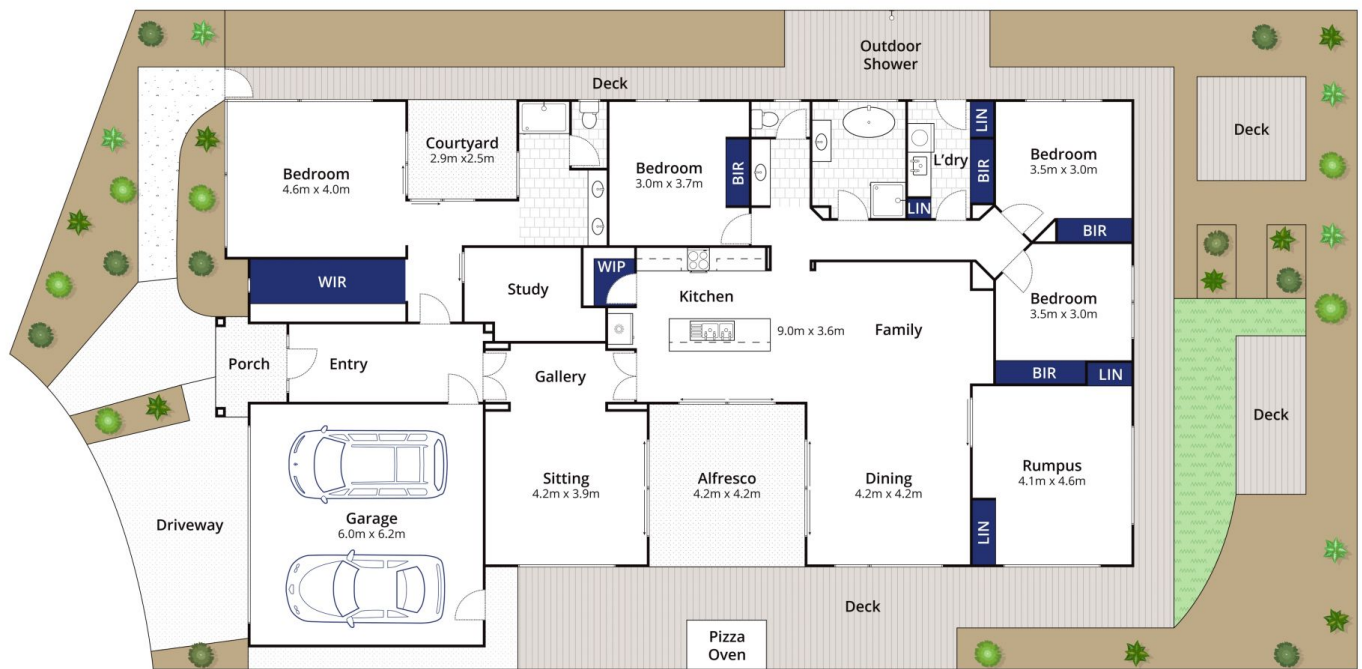 Outdoor
Shower
Deck
Courtyard
2.9m x2.5m
Bedroom
4.6m x 4.0m
Bedroom
3.0m x 3.7m
BIR
L'dry
LIN
BIR
LIN
Bedroom
3.5m x 3.0m
BIR
Deck
WIR
Study
WIP
Kitchen
9.0m x 3.6m
Family
Bedroom
3.5m x 3.0m
BIR
LIN
Porch
Entry
Gallery
Deck
Driveway
Garage
6.0m x 6.2m
Sitting
4.2m x 3.9m
Alfresco
4.2m x 4.2m
Dining
4.2m x 4.2m
LIN
Rumpus
4.1m x 4.6m
Deck
Pizza
Oven